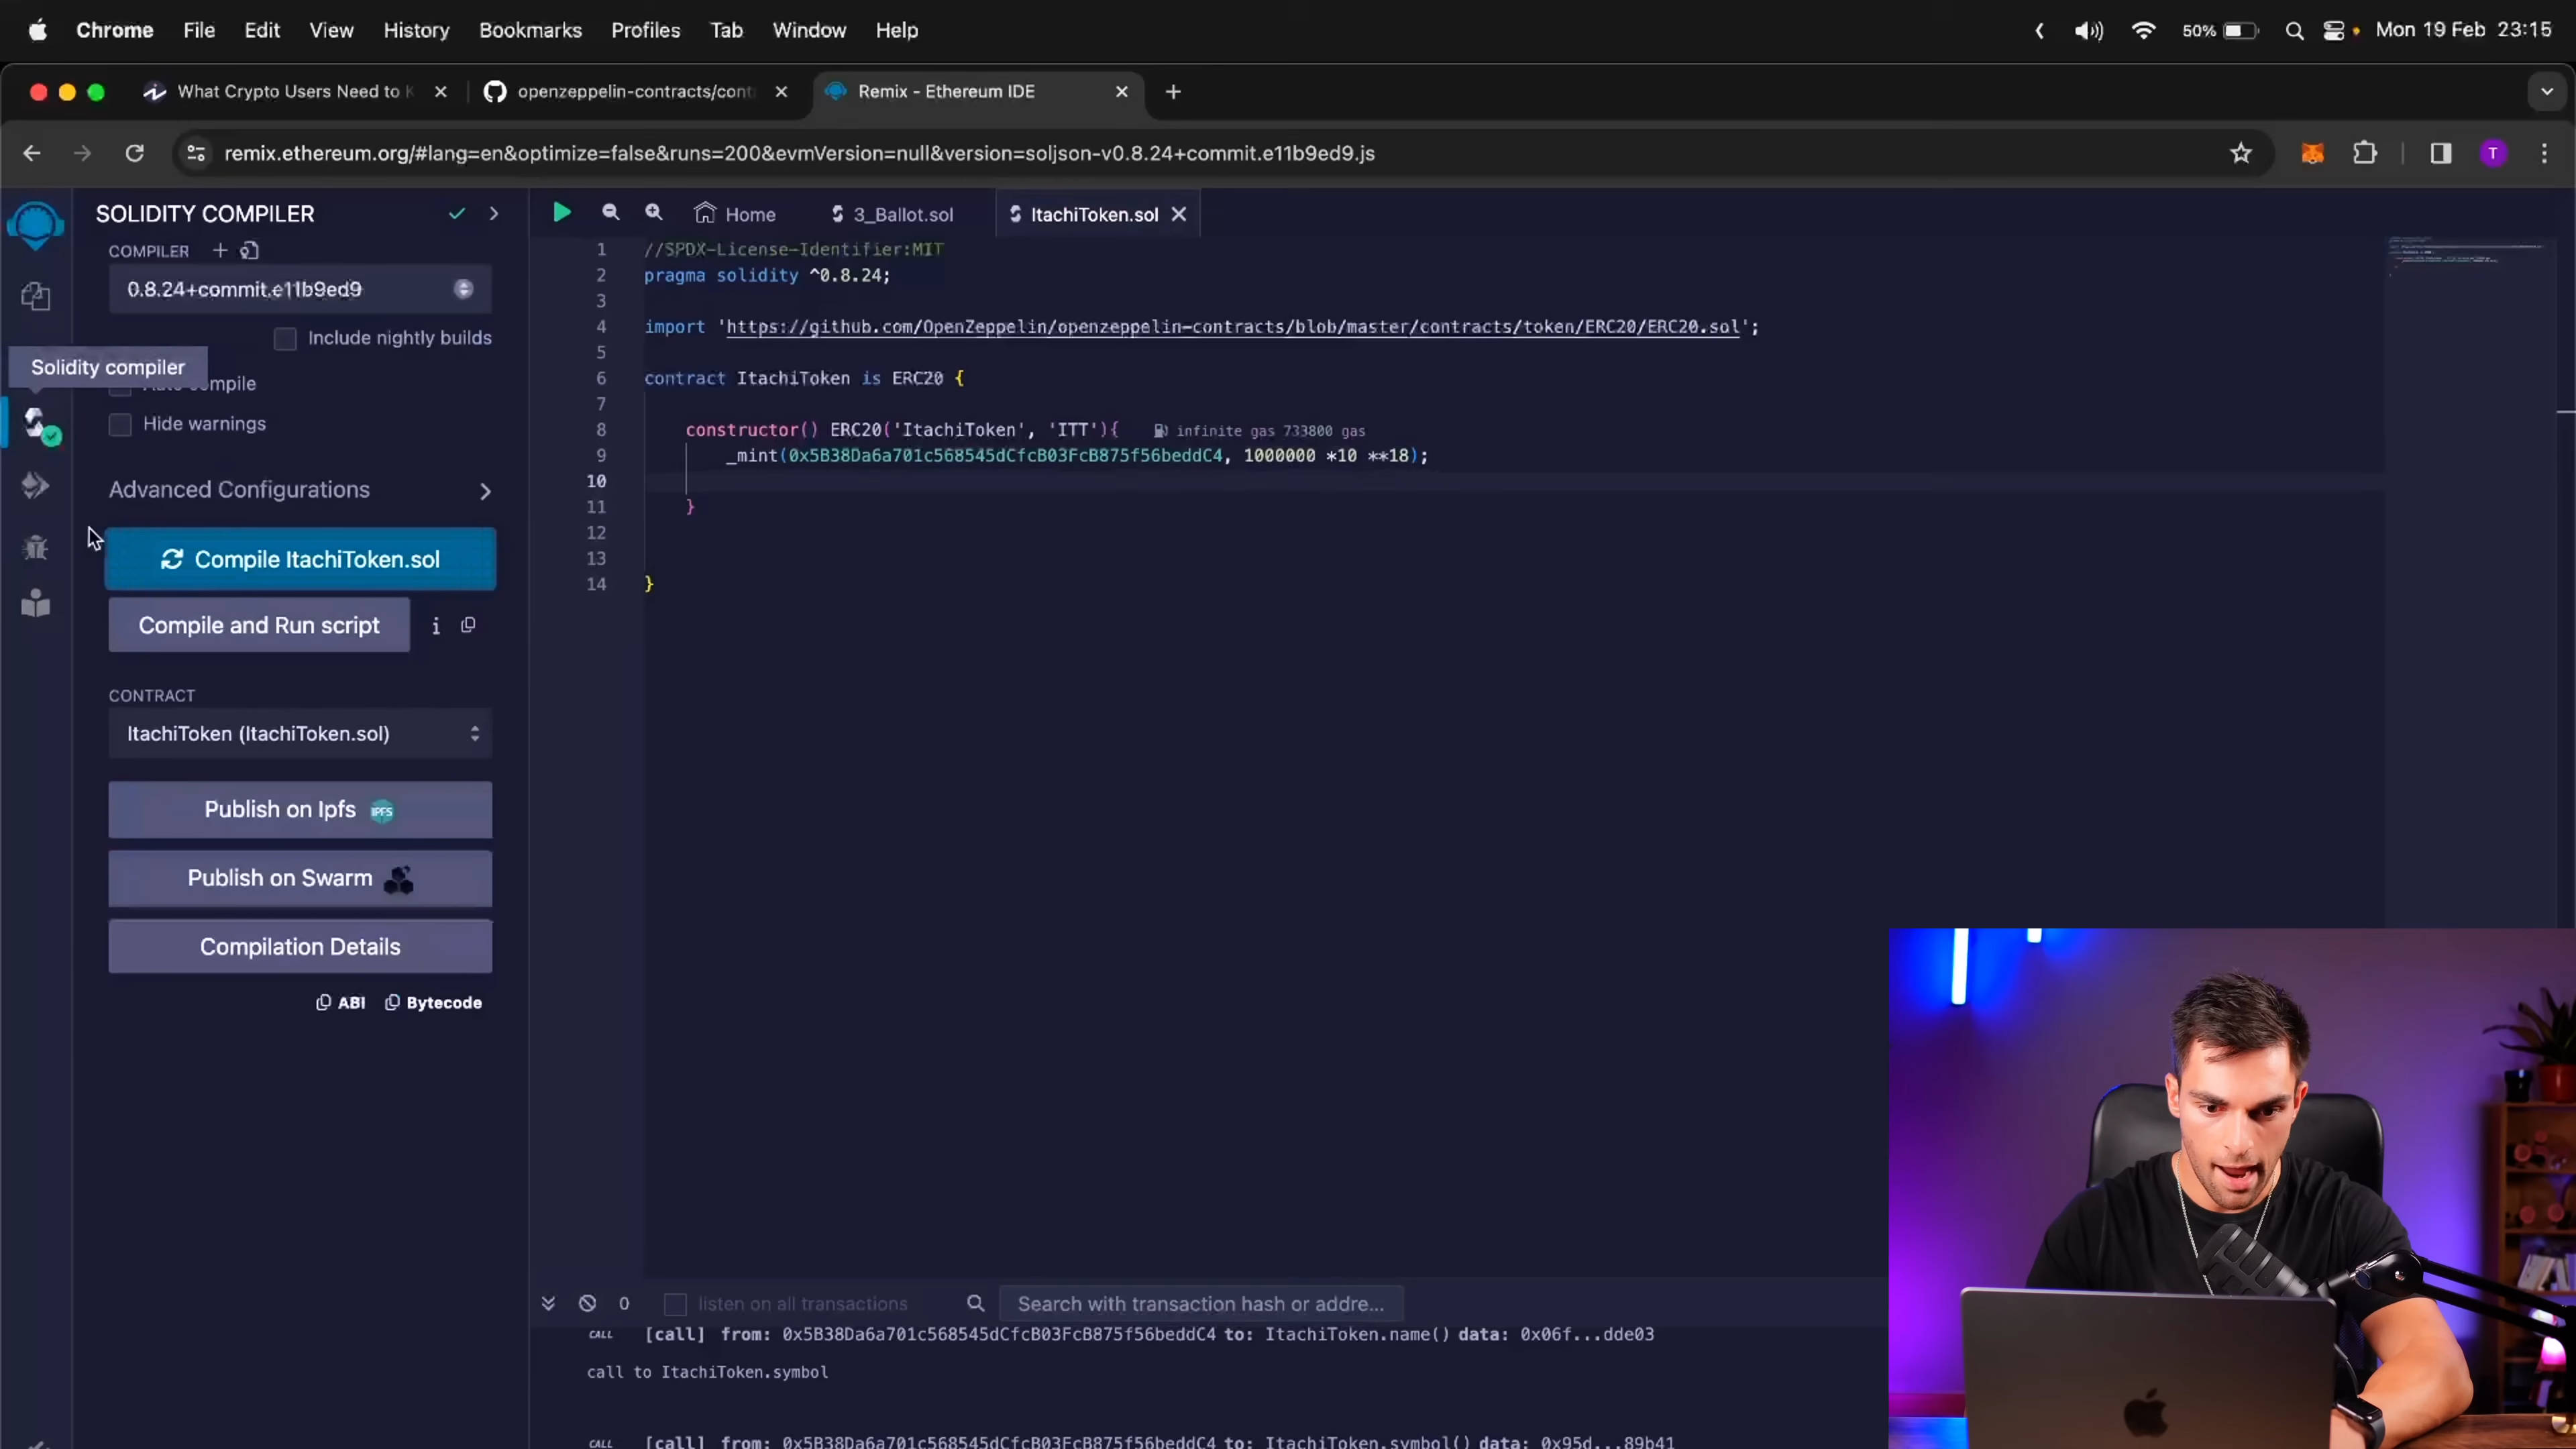 Chrome File Edit View History Bookmarks Profiles Tab Window Help 50% Mon 19 Feb 23:15
What Crypto Users Need to K
openzeppelin-contracts/cont
Remix - Ethereum IDE
remix.ethereum.org/#lang=en&optimize=false&runs=200&evmVersion=null&version=soljson-v0.8.24+commit.e11b9ed9.js
T
SOLIDITY COMPILER
COMPILER
0.8.24+commit.e11b9ed9
Include nightly builds
Solidity compiler
compile
Hide warnings
Advanced Configurations
Compile ItachiToken.sol
Compile and Run script
i
CONTRACT
ItachiToken (ItachiToken.sol)
Publish on Ipfs IPFS
Publish on Swarm
Compilation Details
ABI Bytecode
Home 3_Ballot.sol ItachiToken.sol
1 //SPDX-License-Identifier:MIT
2 pragma solidity ^0.8.24;
3
4 import 'https://github.com/OpenZeppelin/openzeppelin-contracts/blob/master/contracts/token/ERC20/ERC20.sol';
5
6 contract ItachiToken is ERC20 {
7
8 constructor() ERC20('ItachiToken', 'ITT'){ infinite gas 733800 gas
9 _mint(0x5B38Da6a701c568545dCfcB03FcB875f56beddC4, 1000000 *10 **18);
10
11 }
12
13
14 }
0 listen on all transactions Search with transaction hash or addre...
CALL [call] from: 0x5B38Da6a701c568545dCfcB03FcB875f56beddC4 to: ItachiToken.name() data: 0x06f...dde03
call to ItachiToken.symbol
CALL [call] from: 0x5B38Da6a701c568545dCfcB03FcB875f56beddC4 to: ItachiToken.symbol() data: 0x95d...89b41